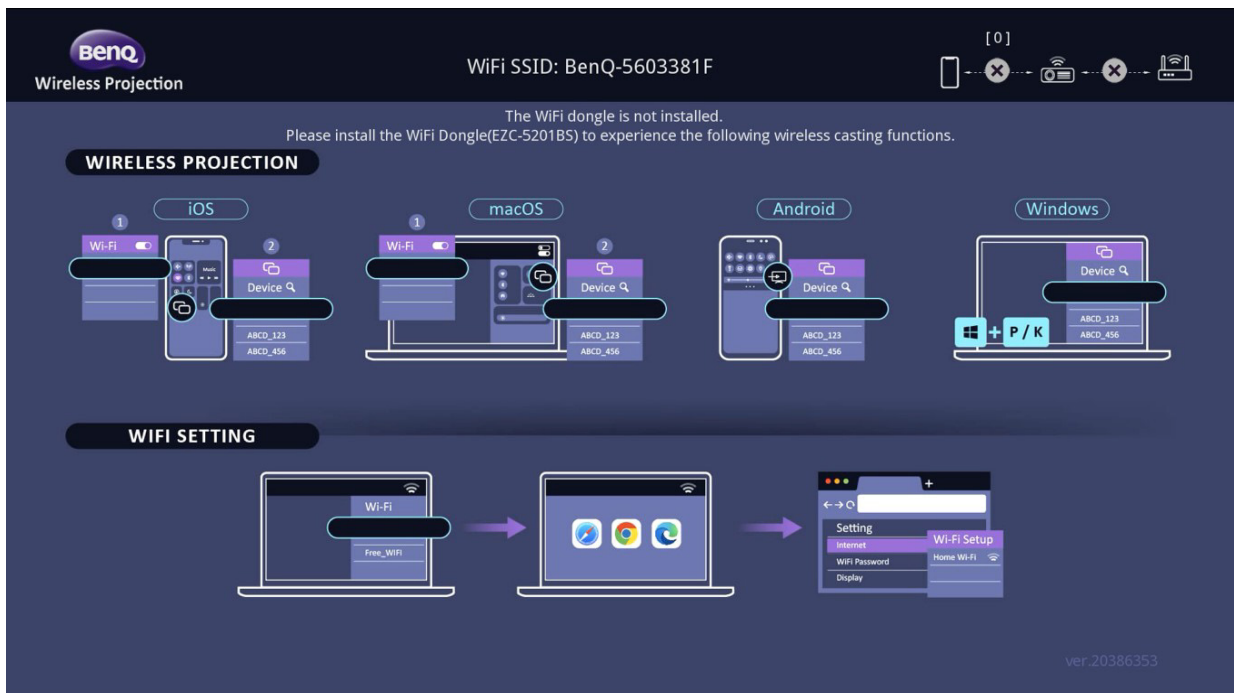 BenQ
Wireless Projection
WiFi SSID: BenQ-5603381F
[ 0 ]
The WiFi dongle is not installed.
Please install the WiFi Dongle(EZC-5201BS) to experience the following wireless casting functions.
WIRELESS PROJECTION
iOS
1
Wi-Fi
Music
2
Device
ABCD_123
ABCD_456
macOS
1
Wi-Fi
2
Device
ABCD_123
ABCD_456
Android
Device
ABCD_123
ABCD_456
Windows
Device
ABCD_123
ABCD_456
+ P / K
WIFI SETTING
Wi-Fi
Free_WIFI
+
Setting
Internet
WiFi Password
Display
Wi-Fi Setup
Home Wi-Fi
ver.20386353